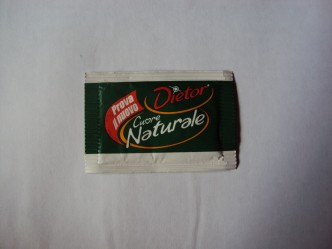 Prova
il nuovo
Dietor
Cuore
Naturale